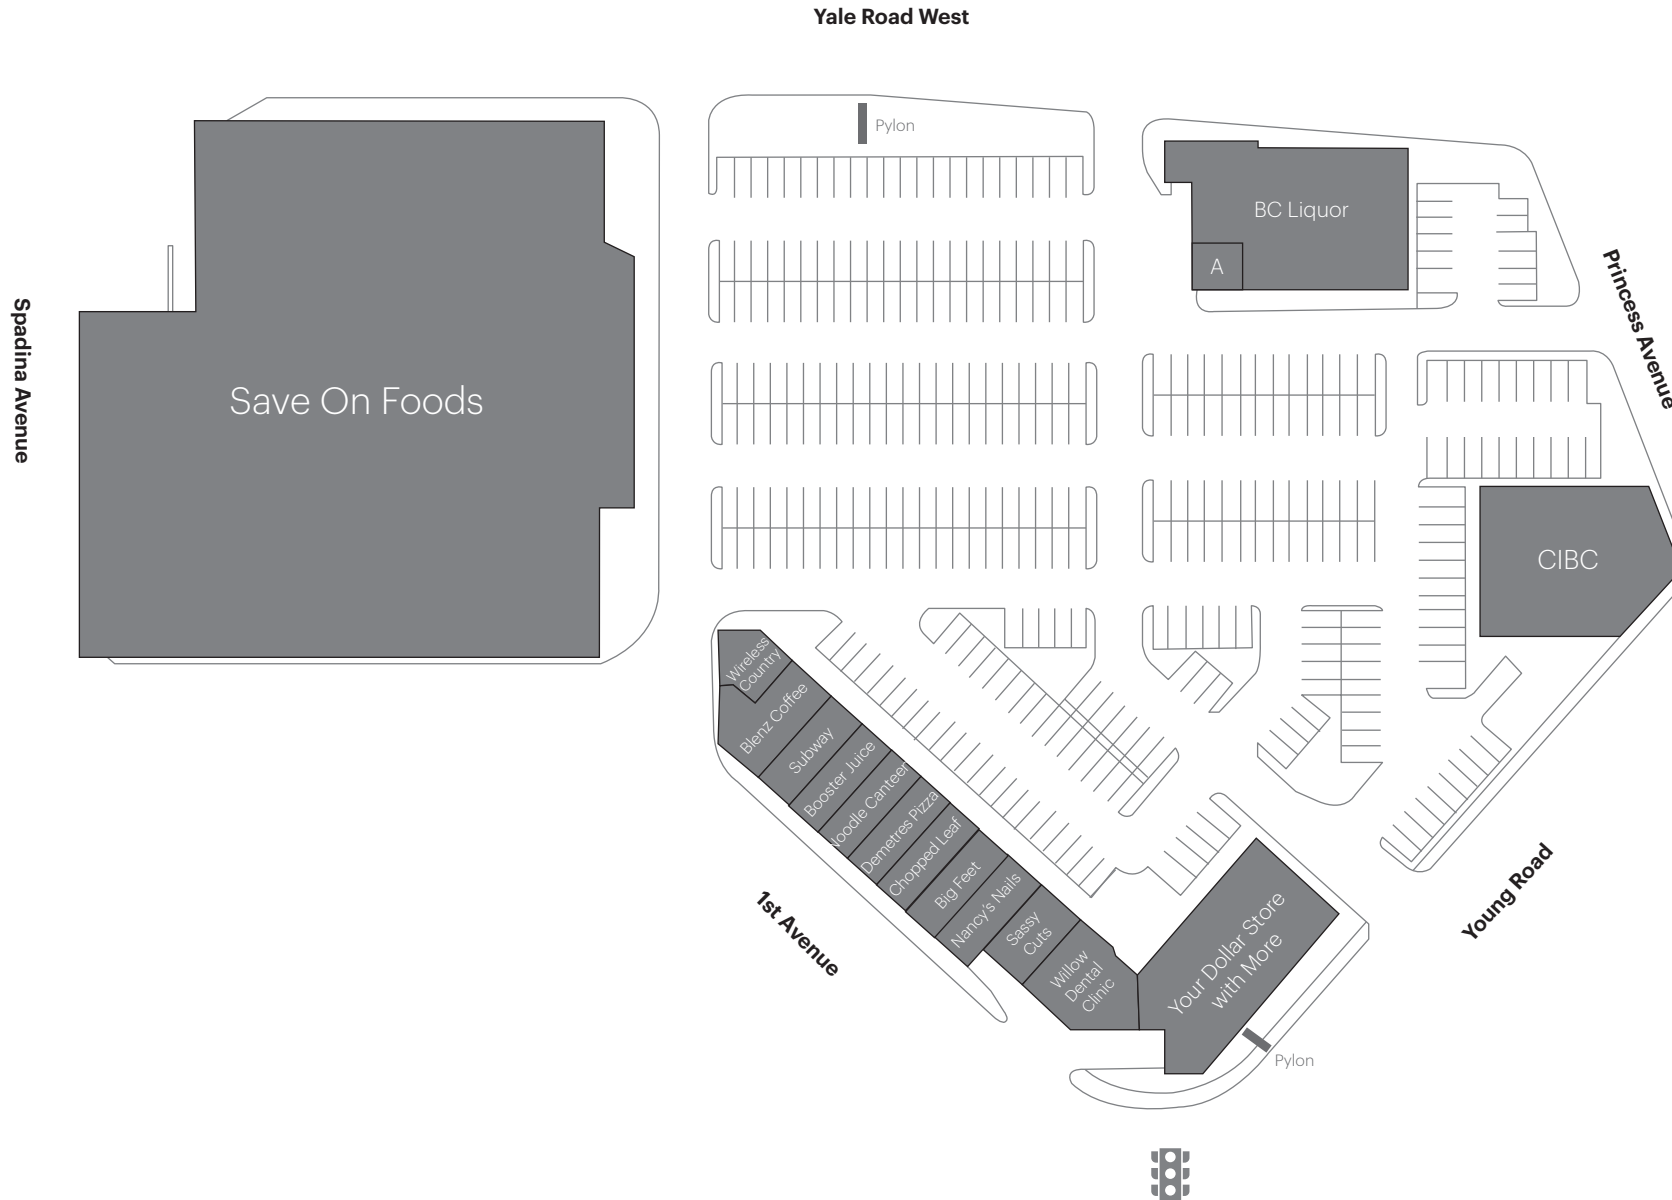 Yale Road West
Pylon
BC Liquor
A
Princess Avenue
Spadina Avenue
Save On Foods
CIBC
Wireless
Country
Blenz Coffee
Subway
Booster Juice
Noodle Canteen
Demetres Pizza
Chopped Leaf
Big Feet
Nancy's Nails
Sassy
Cuts
Willow
Dental
Clinic
Your Dollar Store
with More
1st Avenue
Young Road
Pylon